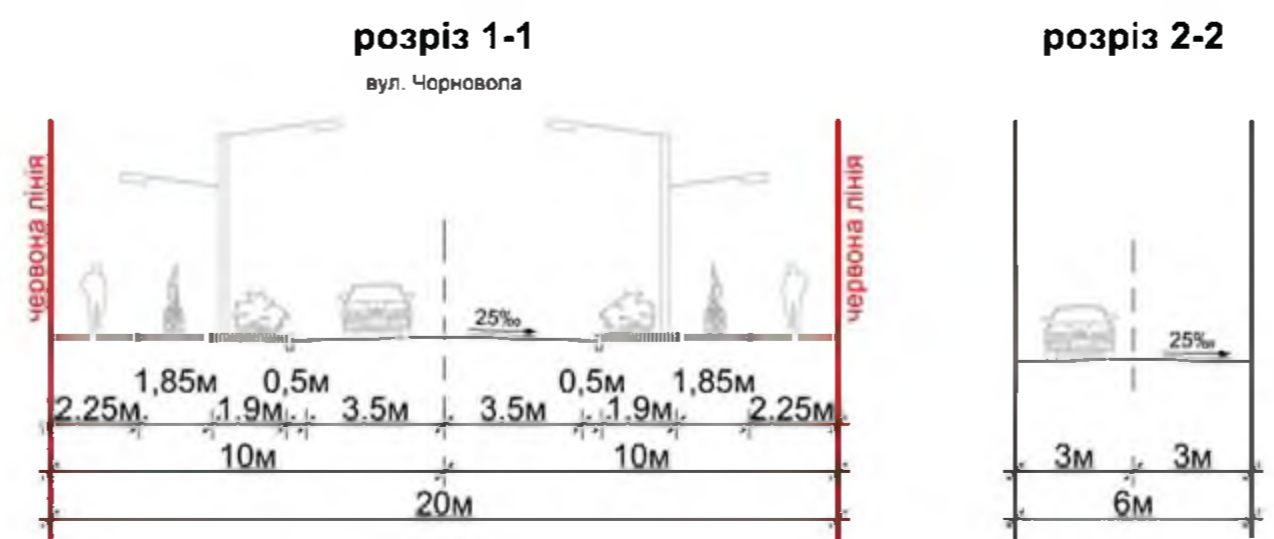 розріз 1-1
вул. Чорновола
червона лінія
25‰
червона лінія
1,85м 0,5м 0,5м 1,85м
2.25м 1.9м 3.5м 3.5м 1.9м 2.25м
10м 10м
20м
розріз 2-2
25‰
3м 3м
6м